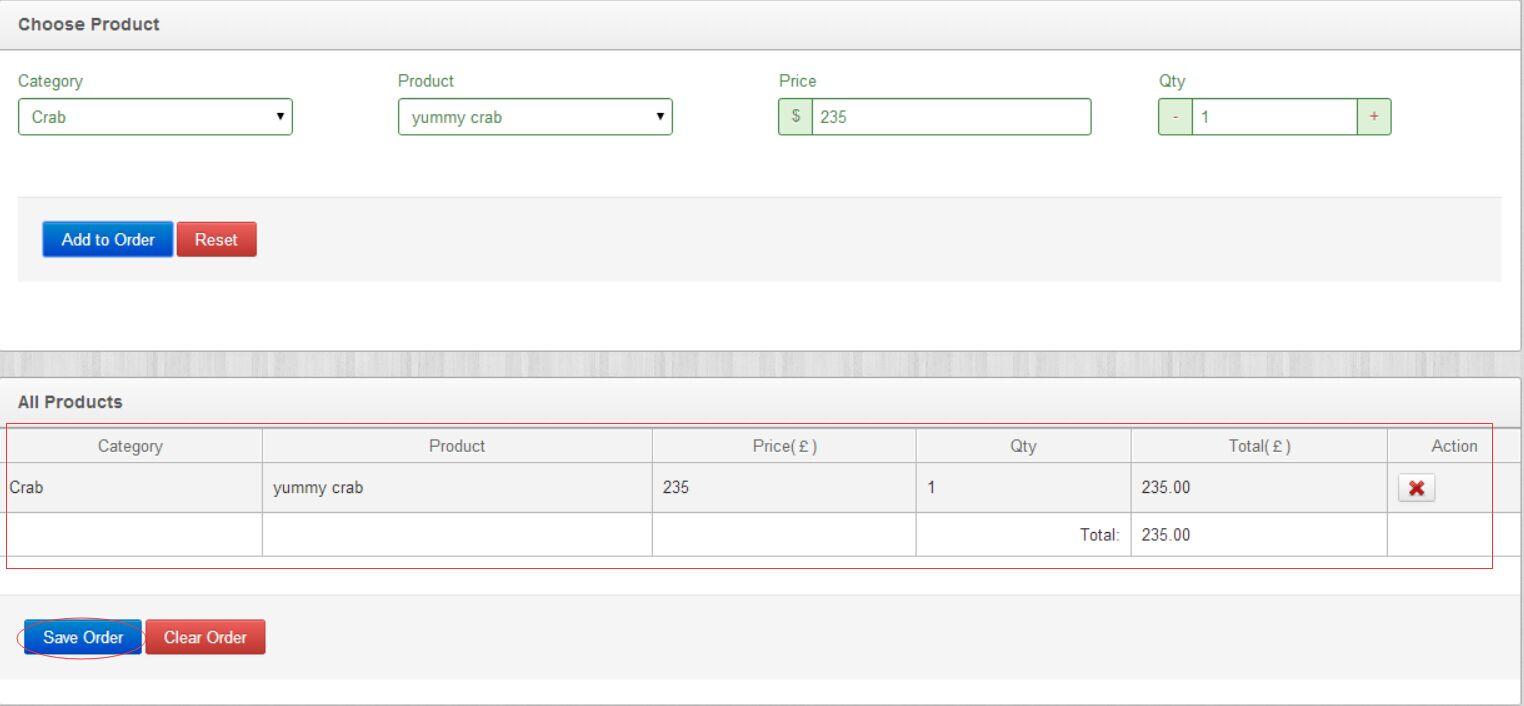 Choose Product
Category Product Price Qty
Crab yummy crab $ 235 - 1 +
Add to Order Reset
All Products
Category Product Price( £ ) Qty Total( £ ) Action
Crab yummy crab 235 1 235.00
Total: 235.00
Save Order Clear Order